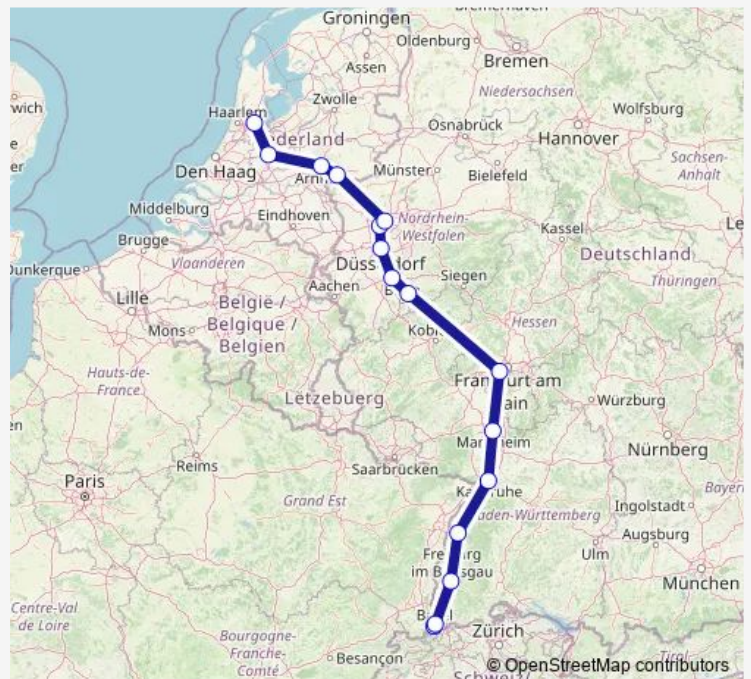 Groningen
Oldenburg
Bremen
Assen
Niedersachsen
Zwolle
Wolfsburg
Haarlem
Osnabrück
Hannover
Den Haag
Münster
Bielefeld
Sachsen-
Anhalt
Middelburg
Eindhoven
Nordrhein-
Westfalen
Kassel
Brugge
Deutschland
Vlaanderen
Aachen
Siegen
Thüringen
Lille
België /
Belgique /
Belgien
Mons
Hessen
Hauts-de-
France
Lëtzebuerg
Würzburg
Reims
Saarbrücken
Nürnberg
Paris
Grand Est
Ingolstadt
Augsburg
Ulm
München
Centre-Val
de Loire
Bourgogne-
Franche-
Comté
Besançon
Zürich
© OpenStreetMap contributors